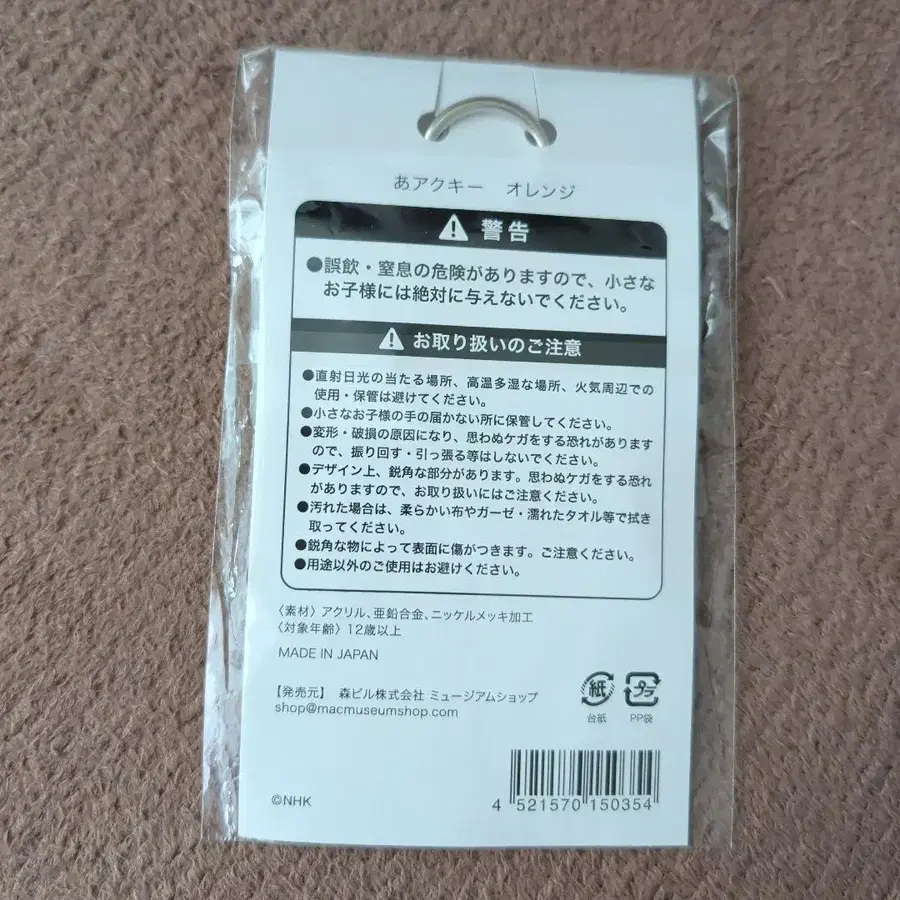 あアクキー　オレンジ
警告
●誤飲・窒息の危険がありますので、小さな
お子様には絶対に与えないでください。
お取り扱いのご注意
●直射日光の当たる場所、高温多湿な場所、火気周辺での
使用・保管は避けてください。
●小さなお子様の手の届かない所に保管してください。
●変形・破損の原因になり、思わぬケガをする恐れがあります
ので、振り回す・引っ張る等はしないでください。
●デザイン上、鋭角な部分があります。思わぬケガをする恐れ
がありますので、お取り扱いにはご注意ください。
●汚れた場合は、柔らかい布やガーゼ・濡れたタオル等で拭き
取ってください。
●鋭角な物によって表面に傷がつきます。ご注意ください。
●用途以外のご使用はお避けください。
〈素材〉アクリル、亜鉛合金、ニッケルメッキ加工
〈対象年齢〉12歳以上
MADE IN JAPAN
【発売元】 森ビル株式会社 ミュージアムショップ
shop@macmuseumshop.com
紙 プラ
台紙 PP袋
©NHK
4 521570 150354